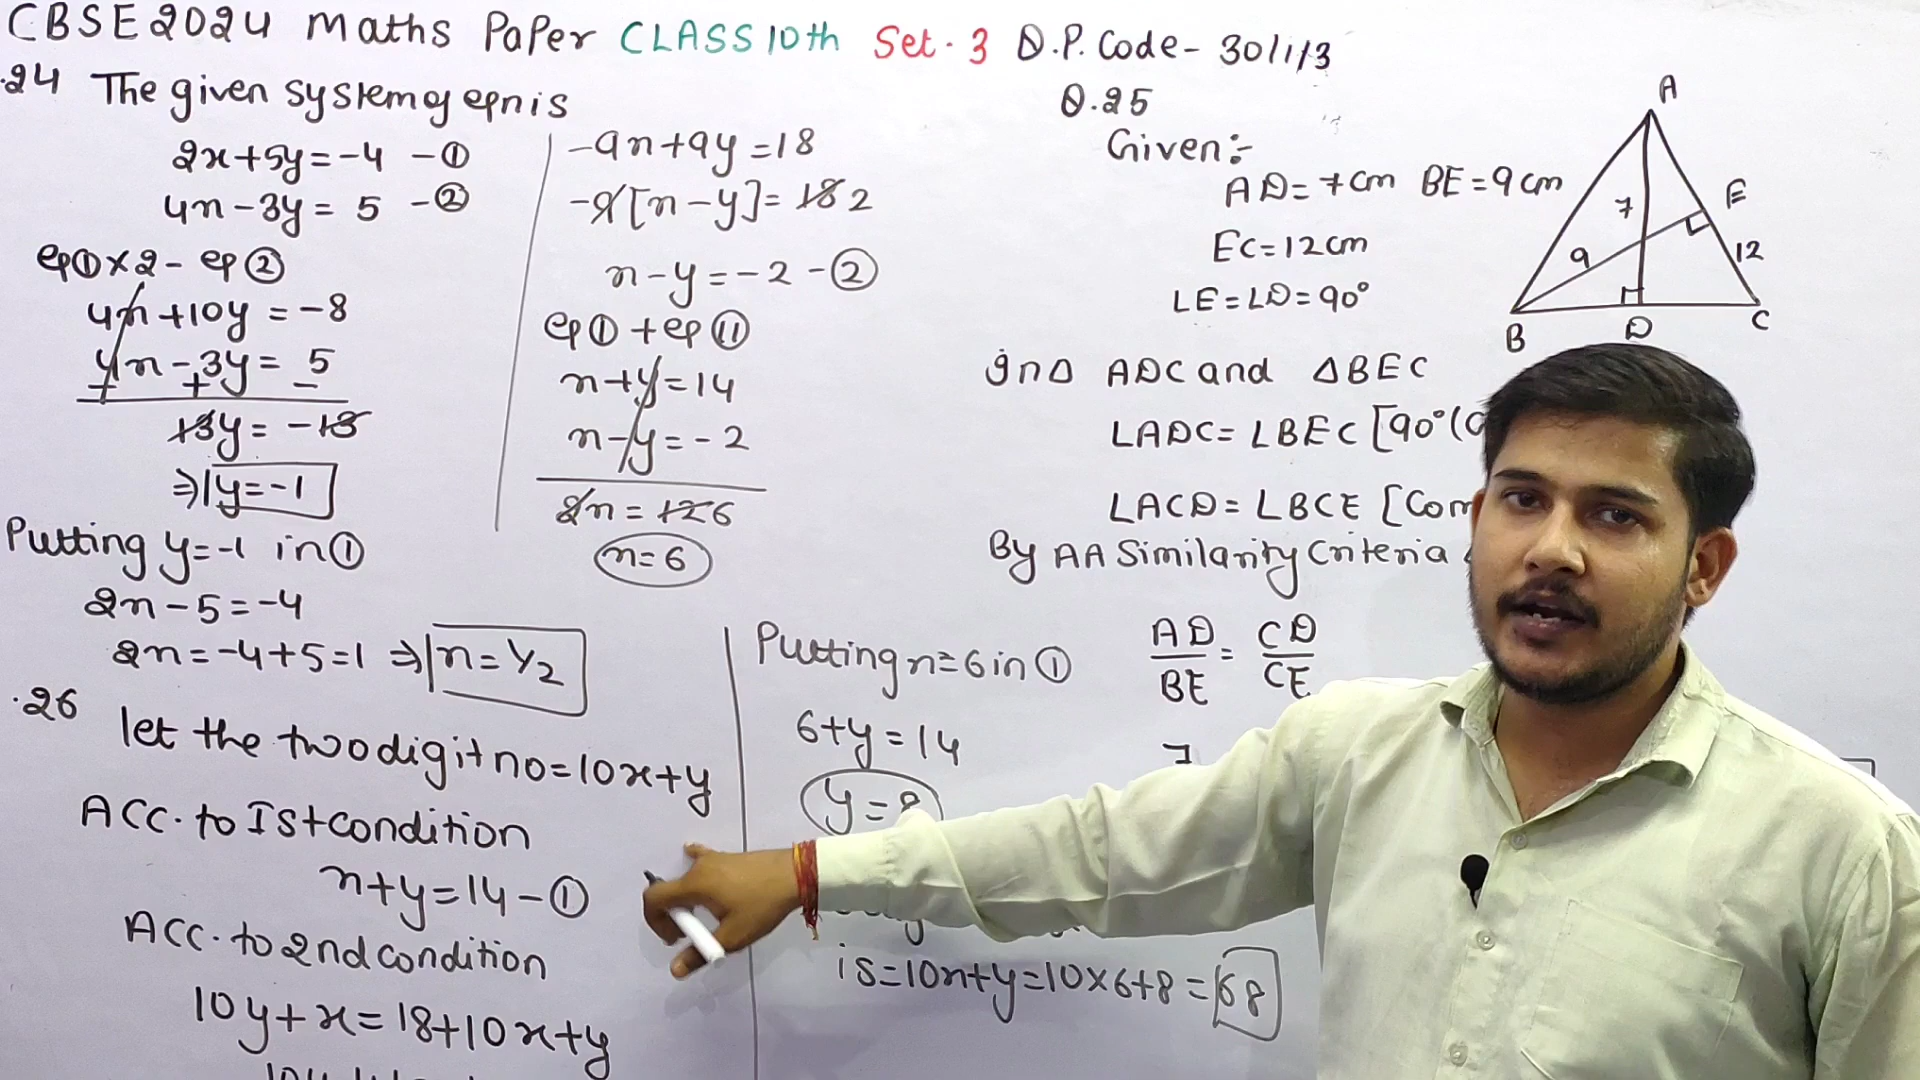 CBSE 2024 Maths Paper CLASS 10th Set-3 Q.P. Code - 30/1/3
.24 The given system of eqn is
2x+5y=-4 -①
4x-3y=5 -②
eq①×2- eq②
4x+10y=-8
4x-3y=5
- + -
13y=-13
⇒ y=-1
Putting y=-1 in①
2x-5=-4
2x=-4+5=1 ⇒ x=1/2
.26 let the two digit no=10x+y
Acc. to Ist condition
x+y=14-①
Acc. to 2nd condition
10y+x=18+10x+y
-9x+9y=18
-9[x-y]=18 2
x-y=-2-②
eq① + eq⑪
x+y=14
x-y=-2
2x=12 6
x=6
Putting x=6 in ①
6+y=14
y=8
is=10x+y=10×6+8=68
Q.25
Given:-
AD=7cm BE=9cm
EC=12cm
∠E=∠D=90°
In△ ADC and △BEC
∠ADC=∠BEC [90°
∠ACD=∠BCE
By AA Similarity Criteria
AD/BE = CD/CE
7
A
E
7
9
12
B
D
C